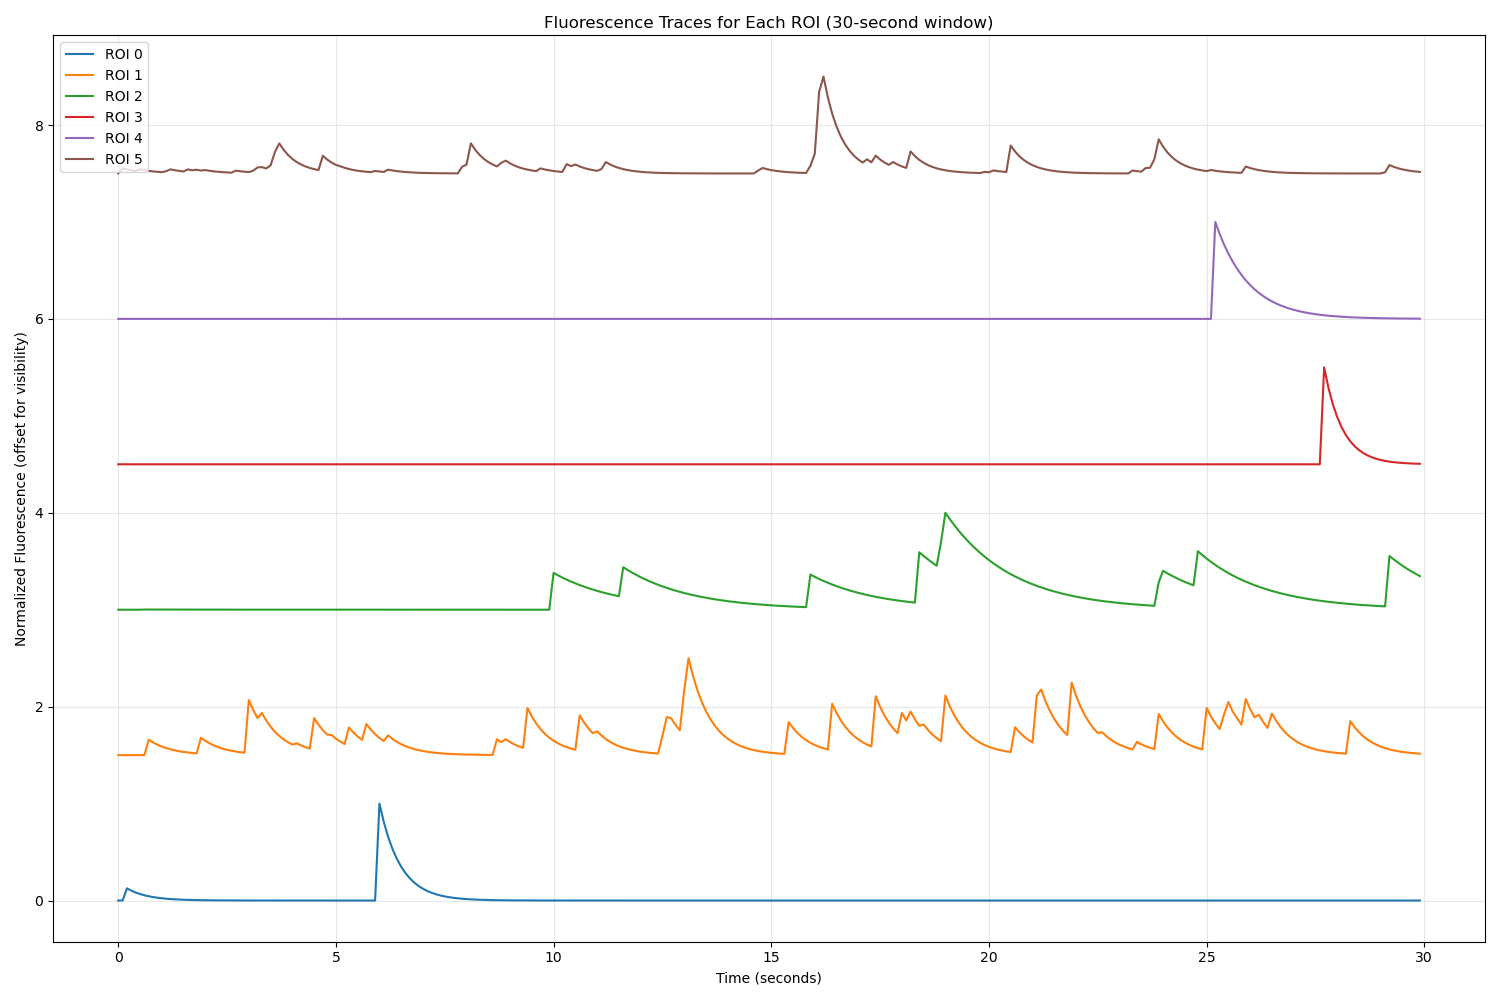 Fluorescence Traces for Each ROI (30-second window)
ROI 0
ROI 1
ROI 2
ROI 3
ROI 4
ROI 5
Normalized Fluorescence (offset for visibility)
8
6
4
2
0
0 5 10 15 20 25 30
Time (seconds)